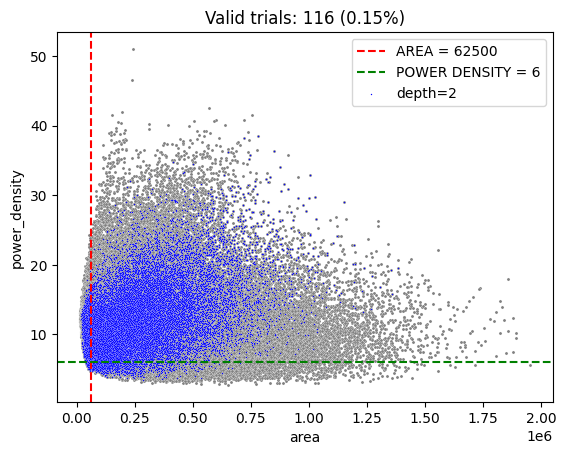 Valid trials: 116 (0.15%)
AREA = 62500
POWER DENSITY = 6
depth=2
power_density
50
40
30
20
10
0.00 0.25 0.50 0.75 1.00 1.25 1.50 1.75 2.00
1e6
area